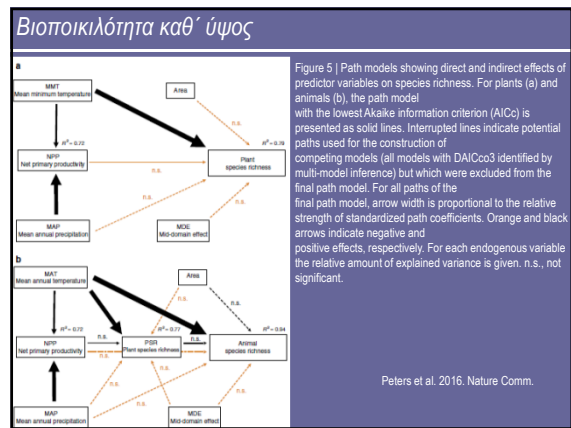 Βιοποικιλότητα καθ΄ ύψος
a
MMT
Mean minimum temperature
Area
n.s.
R²= 0.72
R²= 0.79
NPP
Net primary productivity
n.s.
Plant
species richness
n.s.
n.s.
MAP
Mean annual precipitation
MDE
Mid-domain effect
b
MAT
Mean annual temperature
Area
n.s.
n.s.
R²= 0.72
R²= 0.77
R²= 0.94
n.s.
n.s.
NPP
Net primary productivity
PSR
Plant species richness
Animal
species richness
n.s.
n.s.
n.s.
n.s.
MAP
Mean annual precipitation
MDE
Mid-domain effect
Figure 5 | Path models showing direct and indirect effects of
predictor variables on species richness. For plants (a) and
animals (b), the path model
with the lowest Akaike information criterion (AICc) is
presented as solid lines. Interrupted lines indicate potential
paths used for the construction of
competing models (all models with DAICco3 identified by
multi-model inference) but which were excluded from the
final path model. For all paths of the
final path model, arrow width is proportional to the relative
strength of standardized path coefficients. Orange and black
arrows indicate negative and
positive effects, respectively. For each endogenous variable
the relative amount of explained variance is given. n.s., not
significant.
Peters et al. 2016. Nature Comm.